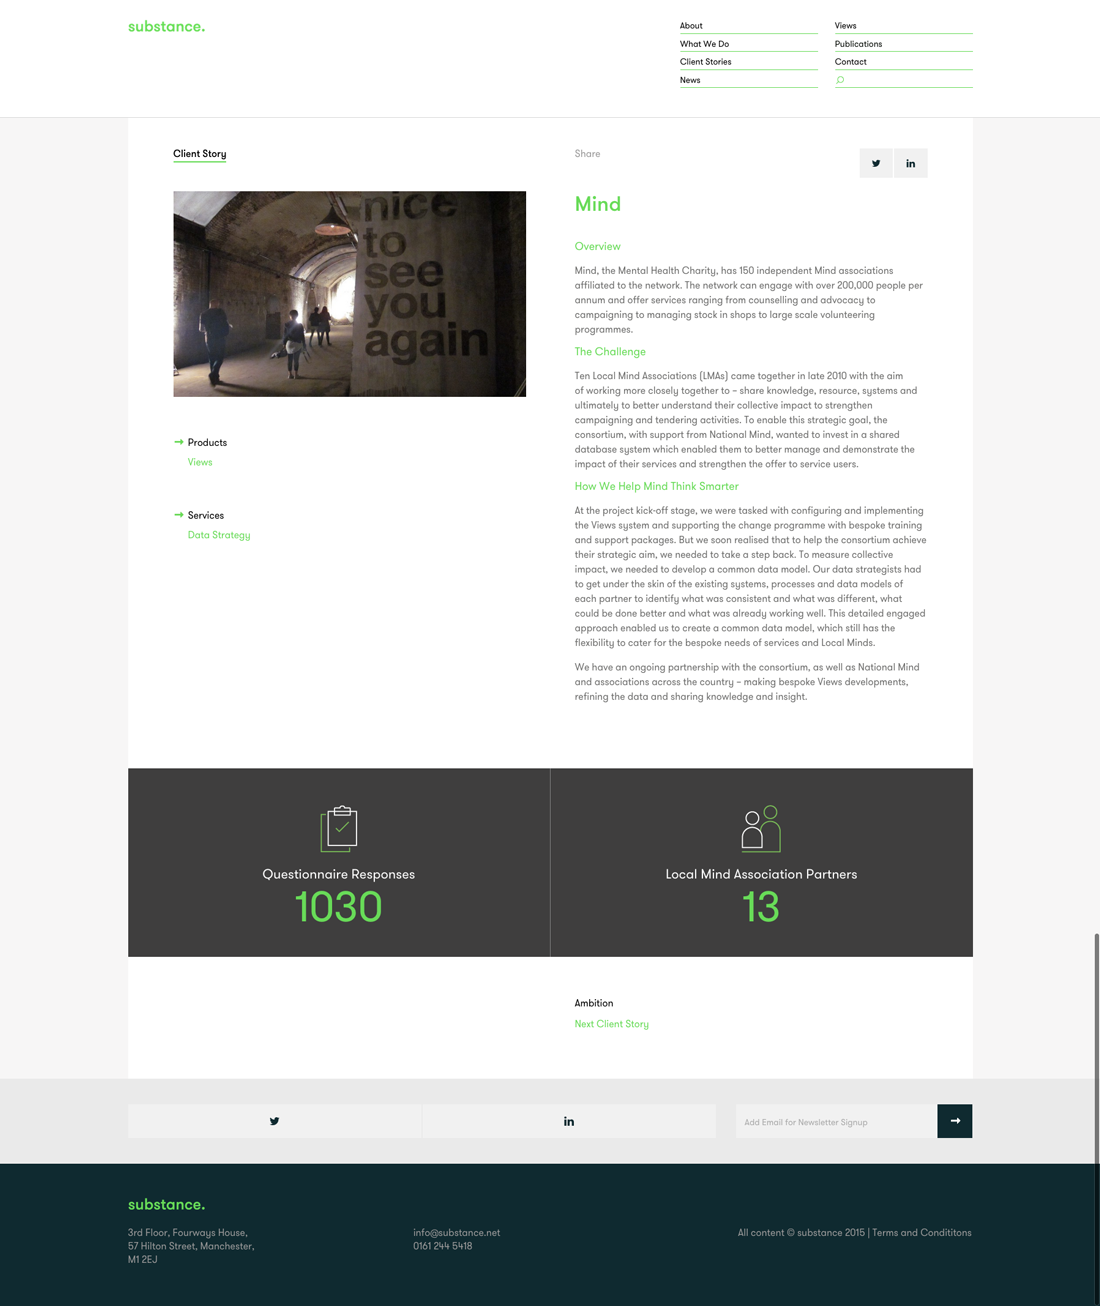 substance.
About
What We Do
Client Stories
News
Views
Publications
Contact
Client Story
nice
to
see
you
again
Products
Views
Services
Data Strategy
Share
Mind
Overview
Mind, the Mental Health Charity, has 150 independent Mind associations
affiliated to the network. The network can engage with over 200,000 people per
annum and offer services ranging from counselling and advocacy to
campaigning to managing stock in shops to large scale volunteering
programmes.
The Challenge
Ten Local Mind Associations (LMAs) came together in late 2010 with the aim
of working more closely together to – share knowledge, resource, systems and
ultimately to better understand their collective impact to strengthen
campaigning and tendering activities. To enable this strategic goal, the
consortium, with support from National Mind, wanted to invest in a shared
database system which enabled them to better manage and demonstrate the
impact of their services and strengthen the offer to service users.
How We Help Mind Think Smarter
At the project kick-off stage, we were tasked with configuring and implementing
the Views system and supporting the change programme with bespoke training
and support packages. But we soon realised that to help the consortium achieve
their strategic aim, we needed to take a step back. To measure collective
impact, we needed to develop a common data model. Our data strategists had
to get under the skin of the existing systems, processes and data models of
each partner to identify what was consistent and what was different, what
could be done better and what was already working well. This detailed engaged
approach enabled us to create a common data model, which still has the
flexibility to cater for the bespoke needs of services and Local Minds.
We have an ongoing partnership with the consortium, as well as National Mind
and associations across the country – making bespoke Views developments,
refining the data and sharing knowledge and insight.
Questionnaire Responses
1030
Local Mind Association Partners
13
Ambition
Next Client Story
in
Add Email for Newsletter Signup
substance.
3rd Floor, Fourways House,
57 Hilton Street, Manchester,
M1 2EJ
info@substance.net
0161 244 5418
All content © substance 2015 | Terms and Condititons